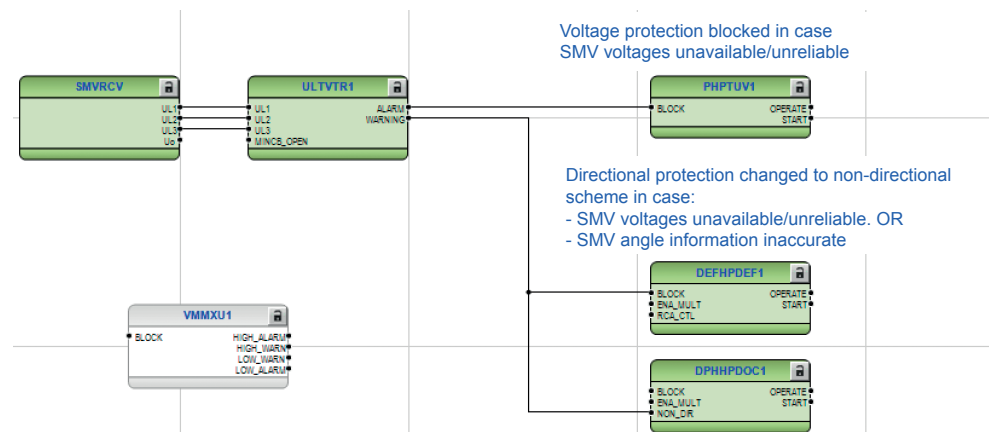 Voltage protection blocked in case
SMV voltages unavailable/unreliable
SMVRCV
UL1
UL2
UL3
Uo
ULTVTR1
UL1
UL2
UL3
MINCB_OPEN
ALARM
WARNING
PHPTUV1
BLOCK
OPERATE
START
Directional protection changed to non-directional
scheme in case:
- SMV voltages unavailable/unreliable. OR
- SMV angle information inaccurate
DEFHPDEF1
BLOCK
ENA_MULT
RCA_CTL
OPERATE
START
VMMXU1
BLOCK
HIGH_ALARM
HIGH_WARN
LOW_WARN
LOW_ALARM
DPHHPDOC1
BLOCK
ENA_MULT
NON_DIR
OPERATE
START